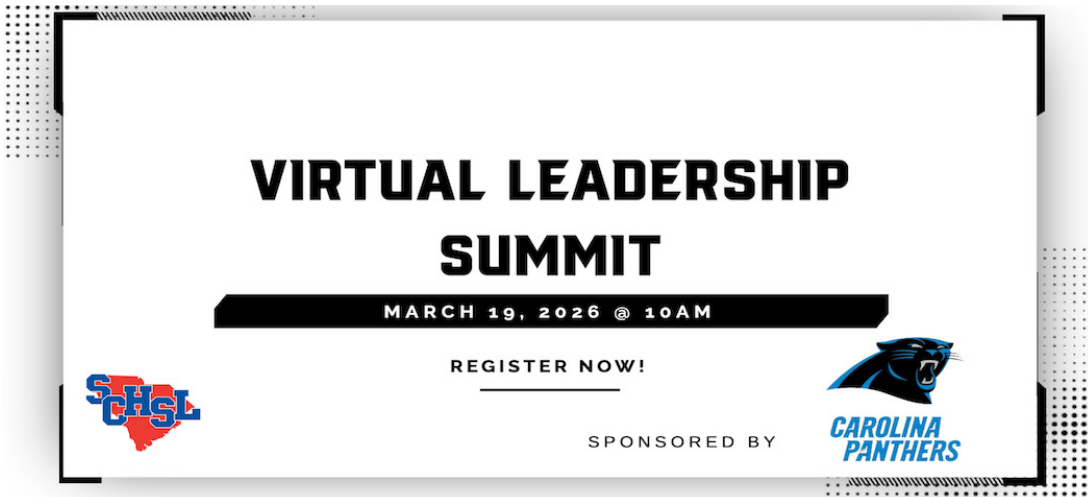 VIRTUAL LEADERSHIP
SUMMIT
MARCH 19, 2026 @ 10AM
REGISTER NOW!
SCHSL
SPONSORED BY
CAROLINA
PANTHERS